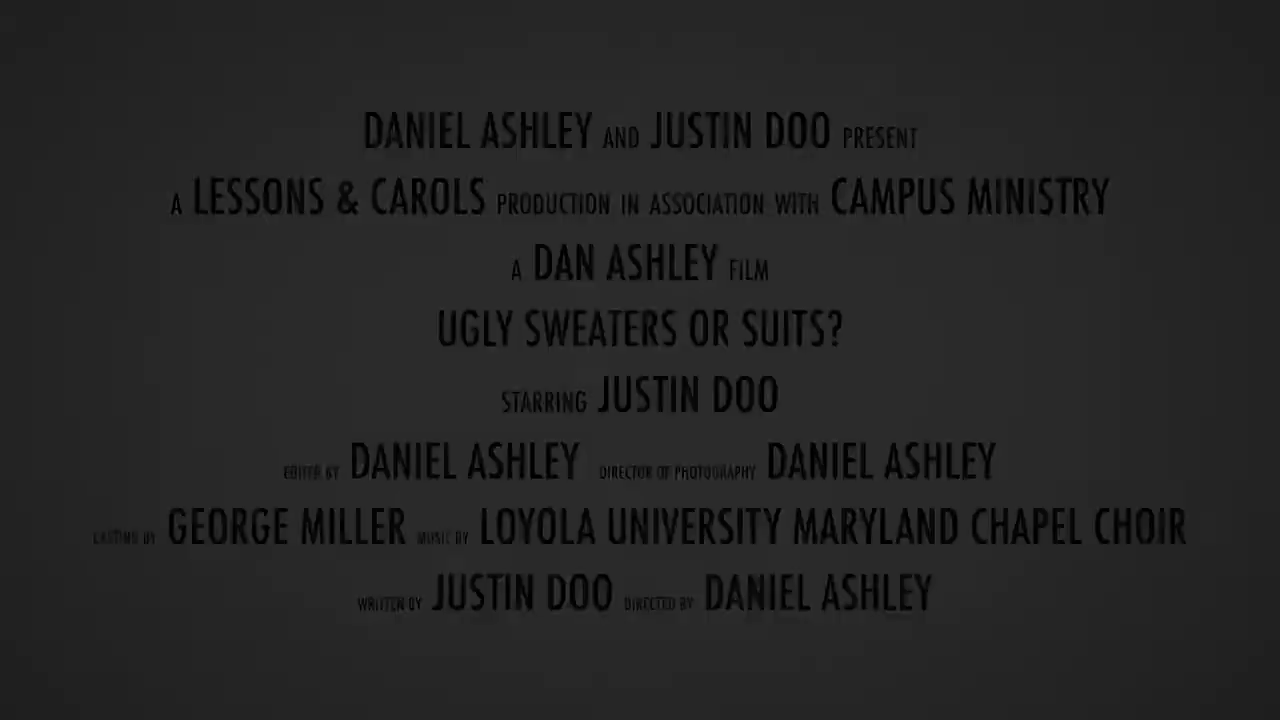 DANIEL ASHLEY AND JUSTIN DOO PRESENT
A LESSONS & CAROLS PRODUCTION IN ASSOCIATION WITH CAMPUS MINISTRY
A DAN ASHLEY FILM
UGLY SWEATERS OR SUITS?
STARRING JUSTIN DOO
EDITED BY DANIEL ASHLEY DIRECTOR OF PHOTOGRAPHY DANIEL ASHLEY
CASTING BY GEORGE MILLER MUSIC BY LOYOLA UNIVERSITY MARYLAND CHAPEL CHOIR
WRITTEN BY JUSTIN DOO DIRECTED BY DANIEL ASHLEY